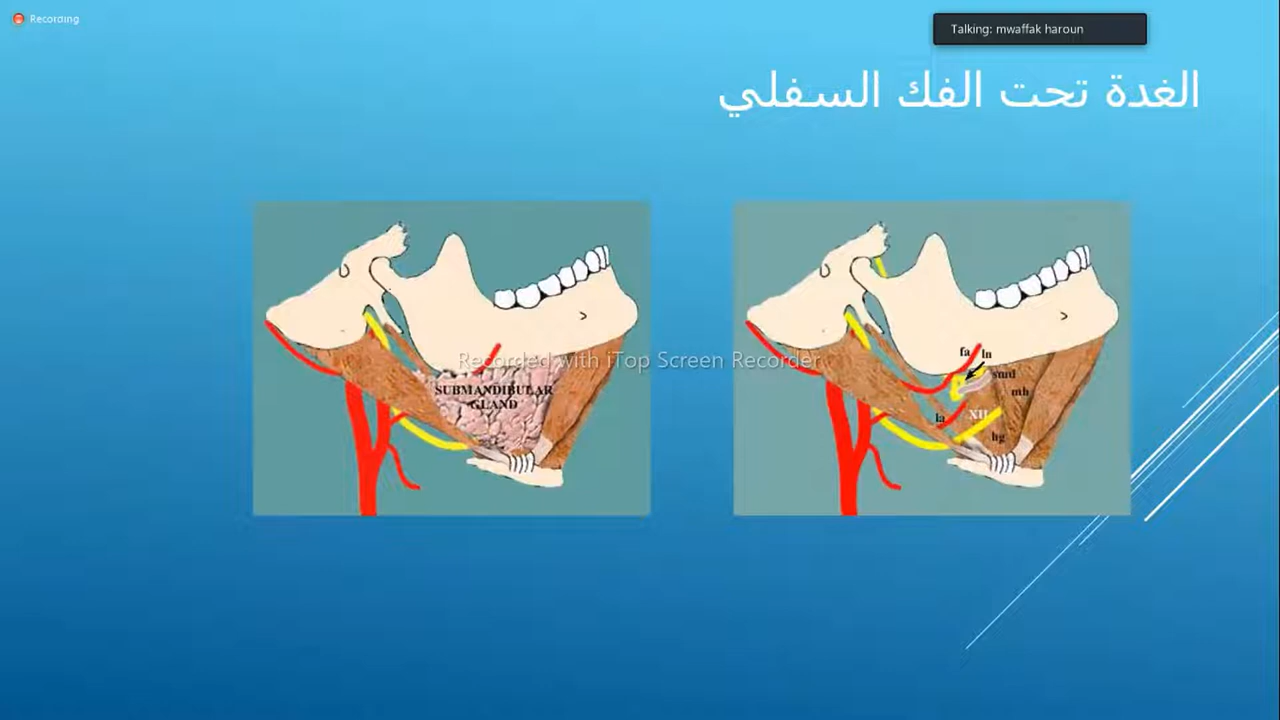 Recording
Talking: mwaffak haroun
الغدة تحت الفك السفلي
Recorded with iTop Screen Recorder
SUBMANDIBULAR
GLAND
fa
ln
smd
mh
la
XII
hg